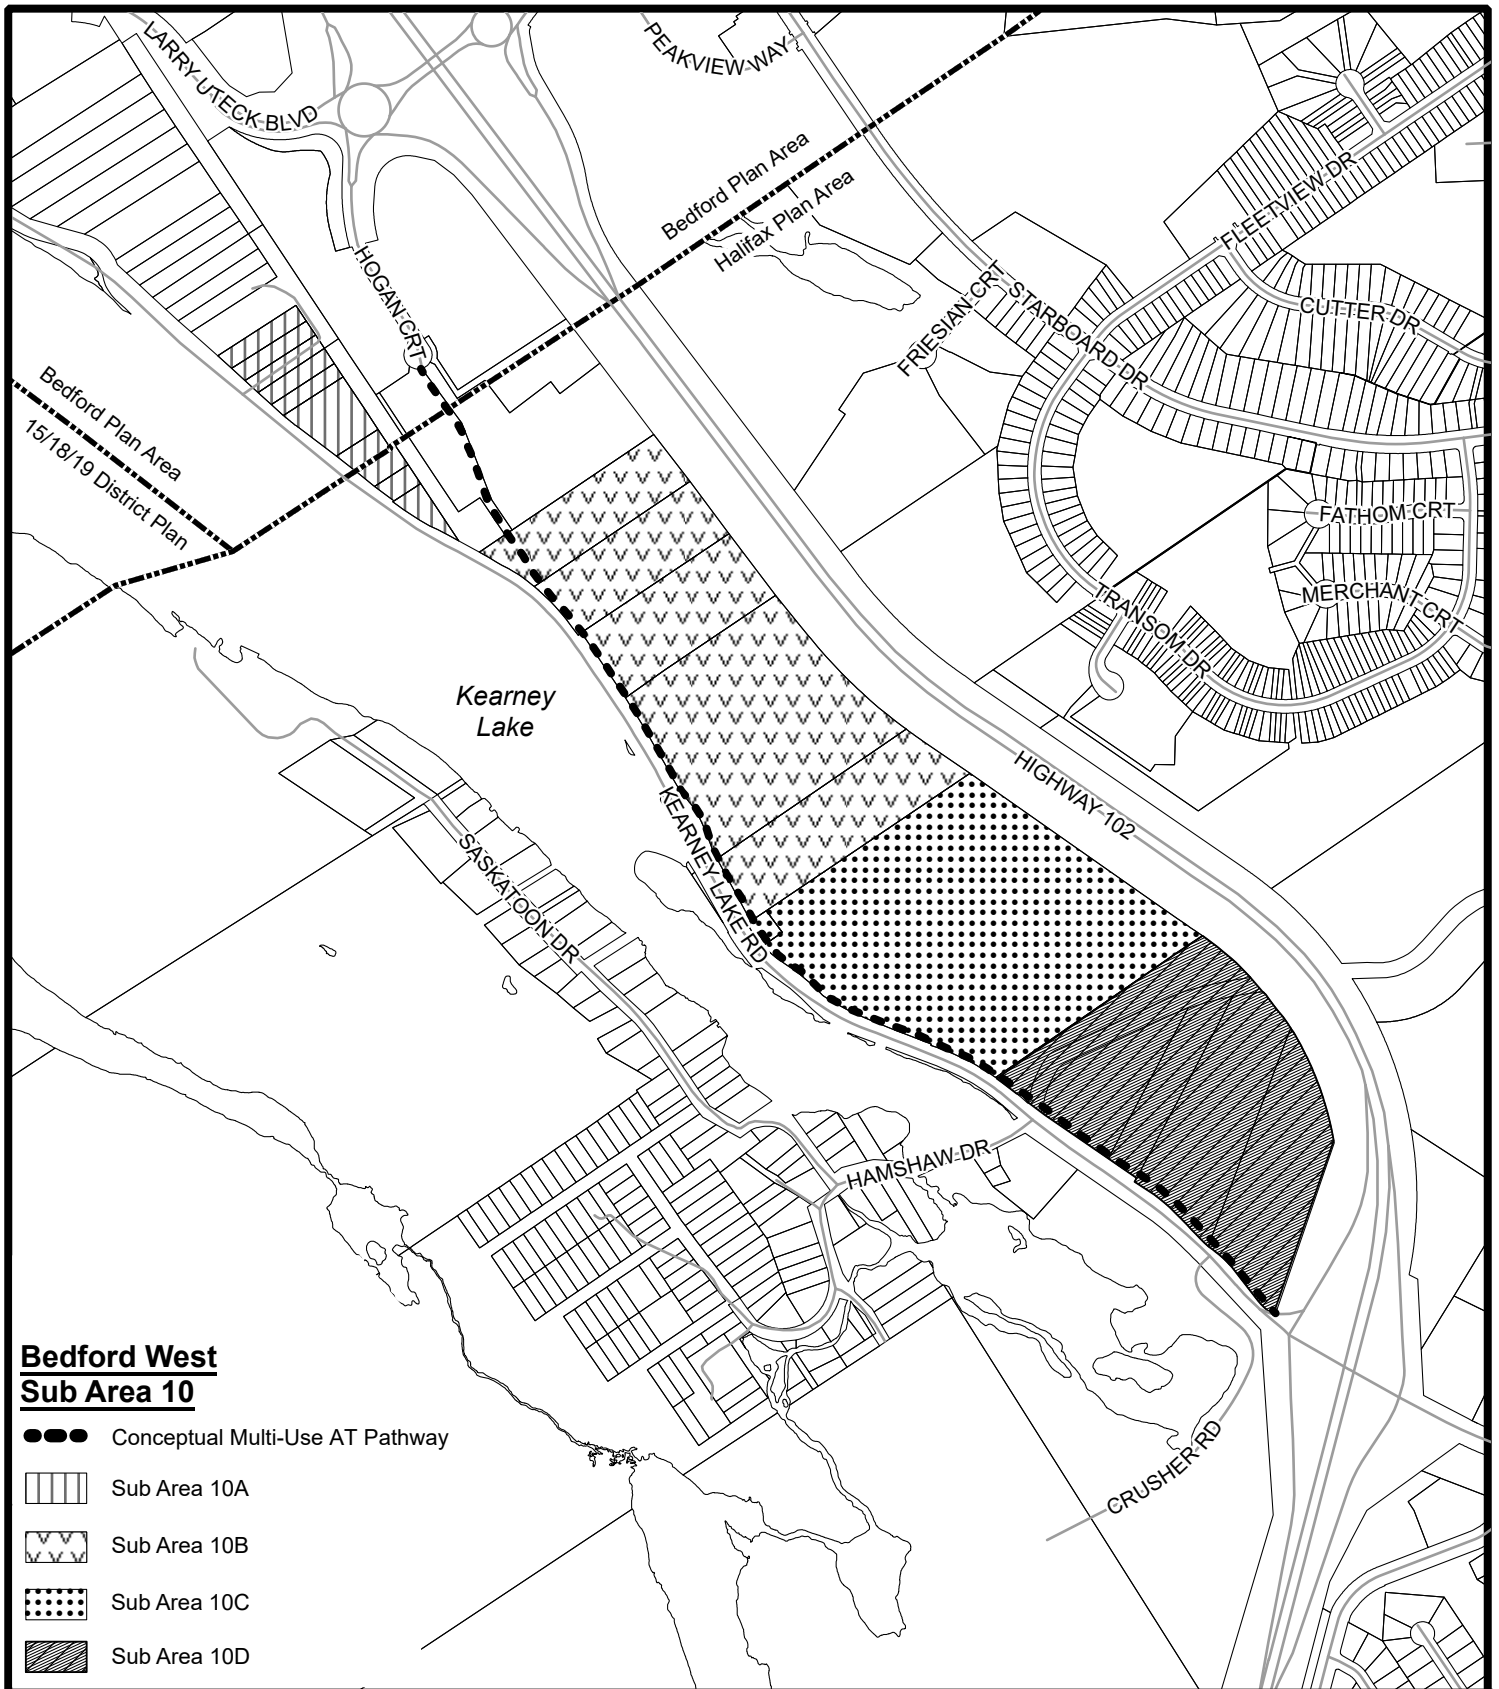 LARRY UTECK BLVD
PEAKVIEW WAY
Bedford Plan Area
Halifax Plan Area
FLEETVIEW DR
HOGAN CRT
FRIESIAN CRT
STARBOARD DR
CUTTER DR
Bedford Plan Area
15/18/19 District Plan
FATHOM CRT
MERCHANT CRT
TRANSOM DR
Kearney
Lake
HIGHWAY 102
KEARNEY LAKE RD
SASKATOON DR
HAMSHAW DR
CRUSHER RD
Bedford West
Sub Area 10
Conceptual Multi-Use AT Pathway
Sub Area 10A
Sub Area 10B
Sub Area 10C
Sub Area 10D